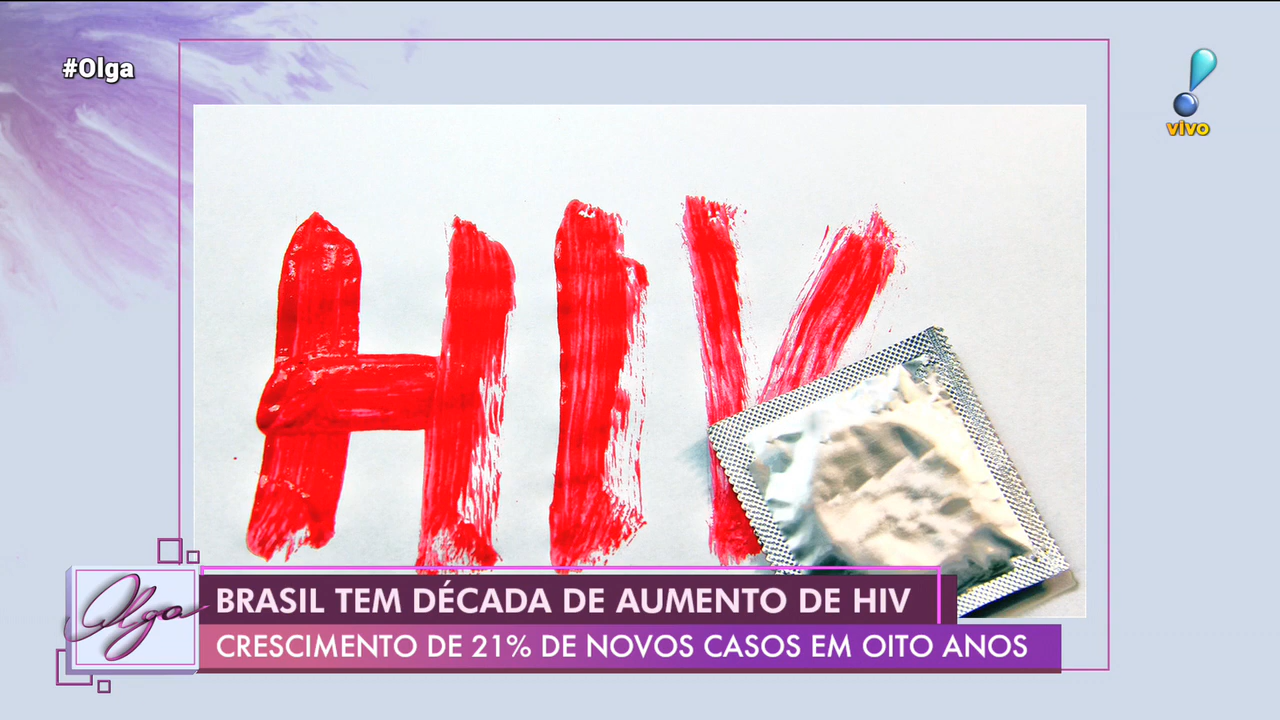 #Olga
vivo
HIV
Olga
BRASIL TEM DÉCADA DE AUMENTO DE HIV
CRESCIMENTO DE 21% DE NOVOS CASOS EM OITO ANOS